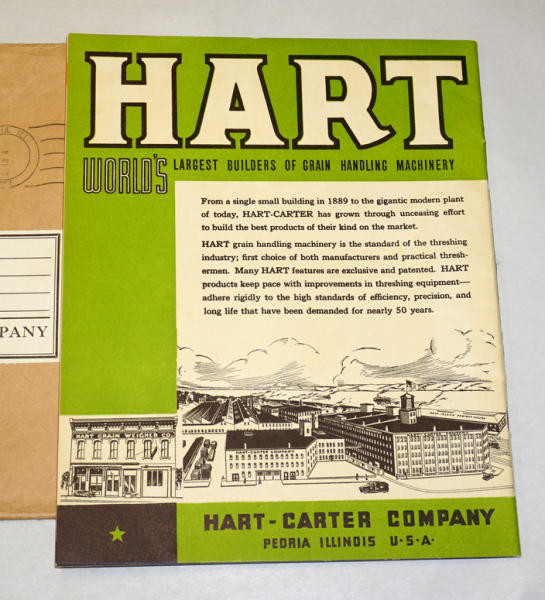 HART
WORLD'S LARGEST BUILDERS OF GRAIN HANDLING MACHINERY
From a single small building in 1889 to the gigantic modern plant
of today, HART-CARTER has grown through unceasing effort
to build the best products of their kind on the market.
HART grain handling machinery is the standard of the threshing
industry; first choice of both manufacturers and practical thresh-
ermen. Many HART features are exclusive and patented. HART
products keep pace with improvements in threshing equipment—
adhere rigidly to the high standards of efficiency, precision, and
long life that have been demanded for nearly 50 years.
HART GRAIN WEIGHER CO.
HART-CARTER COMPANY
HART-CARTER COMPANY
PEORIA ILLINOIS U·S·A·
ILL
PANY